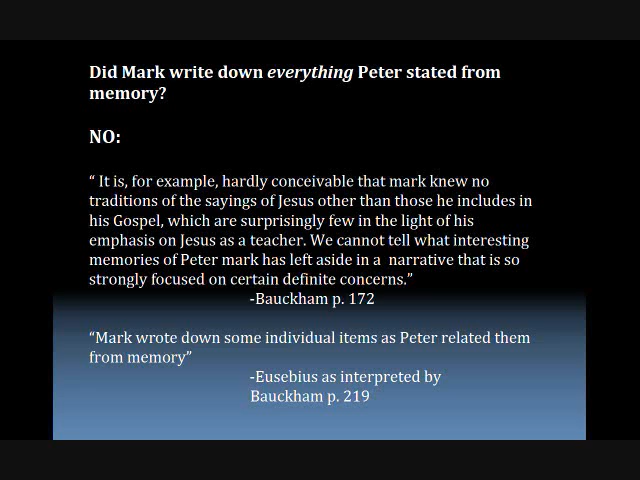 Did Mark write down everything Peter stated from
memory?
NO:
“ It is, for example, hardly conceivable that mark knew no
traditions of the sayings of Jesus other than those he includes in
his Gospel, which are surprisingly few in the light of his
emphasis on Jesus as a teacher. We cannot tell what interesting
memories of Peter mark has left aside in a  narrative that is so
strongly focused on certain definite concerns.”
-Bauckham p. 172
“Mark wrote down some individual items as Peter related them
from memory”
-Eusebius as interpreted by
Bauckham p. 219